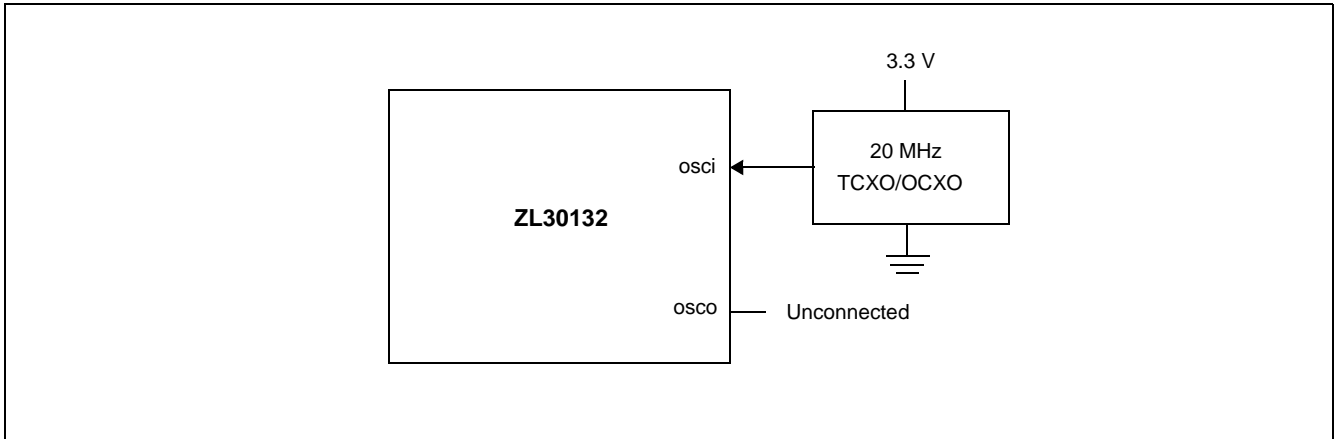 3.3 V
20 MHz
TCXO/OCXO
osci
ZL30132
osco
Unconnected